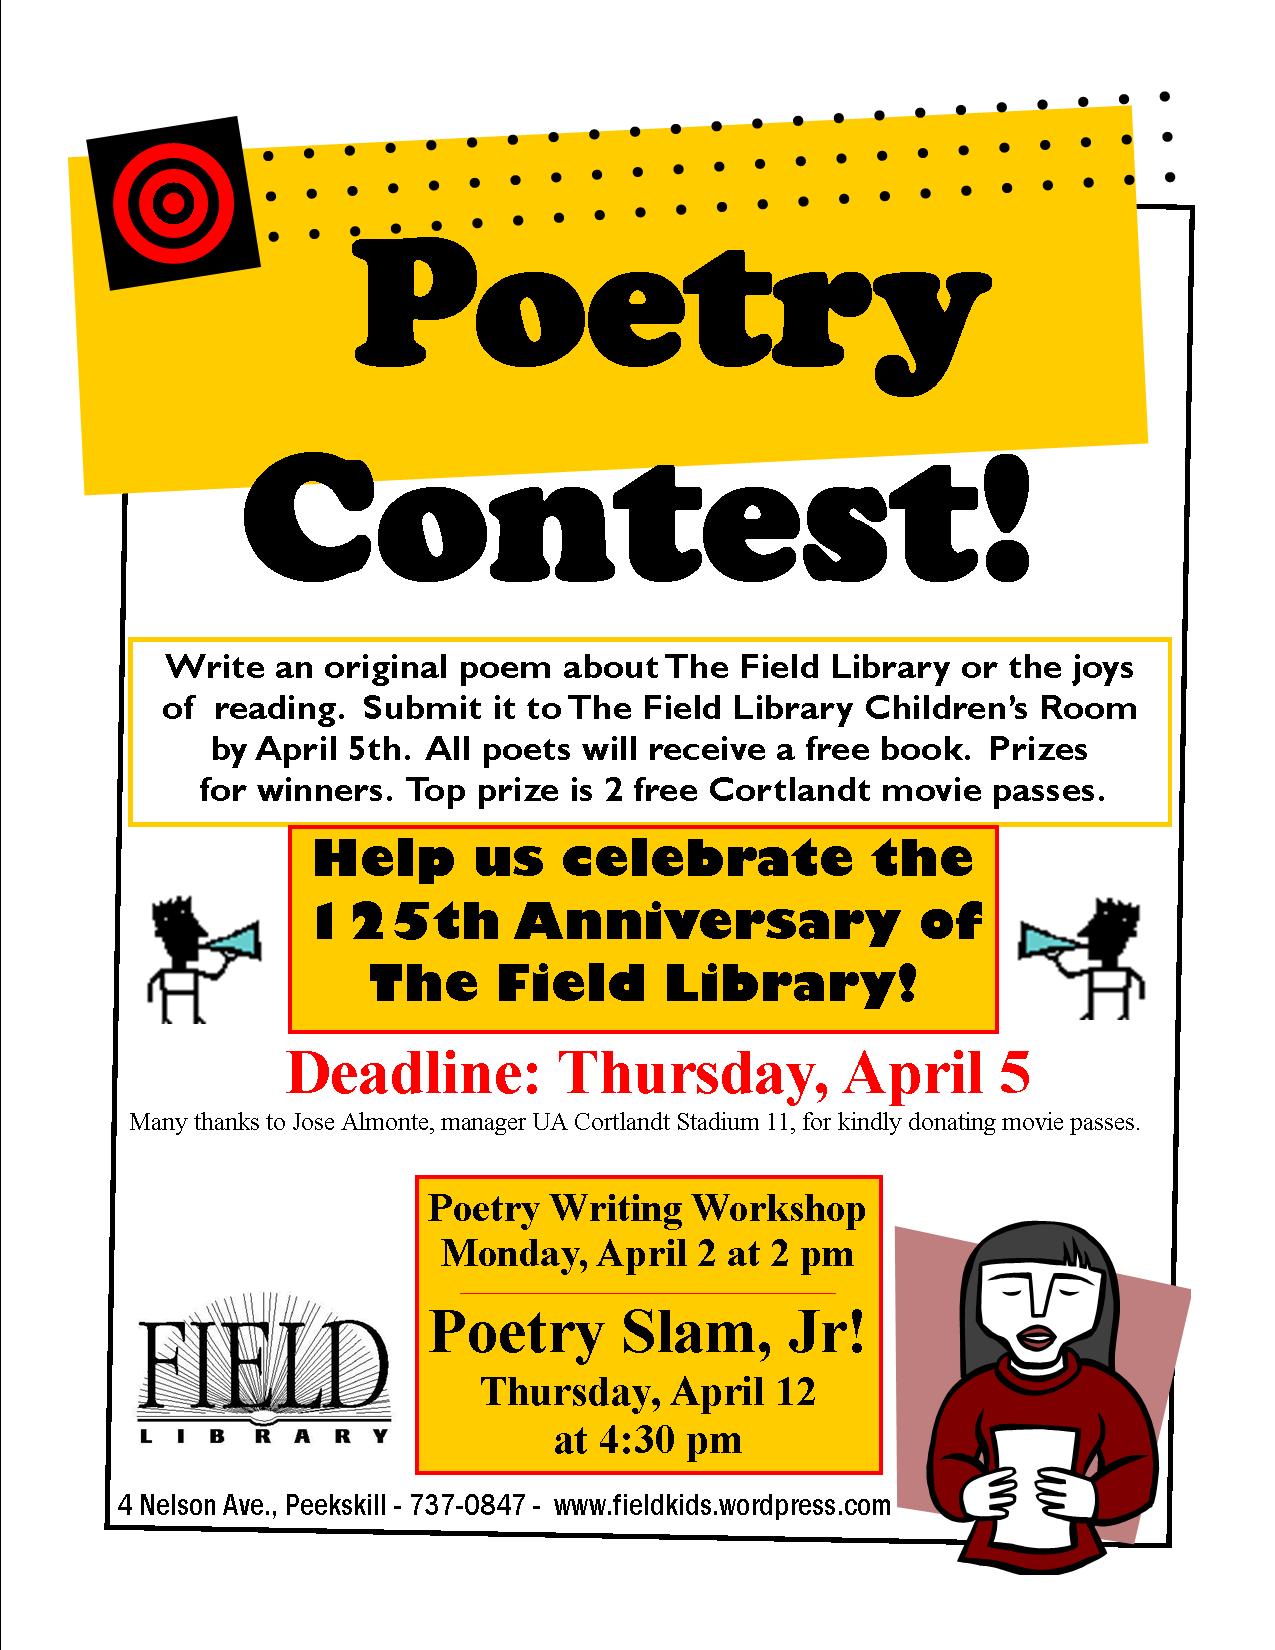 Poetry
Contest!
Write an original poem about The Field Library or the joys
of reading. Submit it to The Field Library Children's Room
by April 5th. All poets will receive a free book. Prizes
for winners. Top prize is 2 free Cortlandt movie passes.
Help us celebrate the
125th Anniversary of
The Field Library!
Deadline: Thursday, April 5
Many thanks to Jose Almonte, manager UA Cortlandt Stadium 11, for kindly donating movie passes.
Poetry Writing Workshop
Monday, April 2 at 2 pm
Poetry Slam, Jr!
Thursday, April 12
at 4:30 pm
FIELD
LIBRARY
4 Nelson Ave., Peekskill - 737-0847 - www.fieldkids.wordpress.com